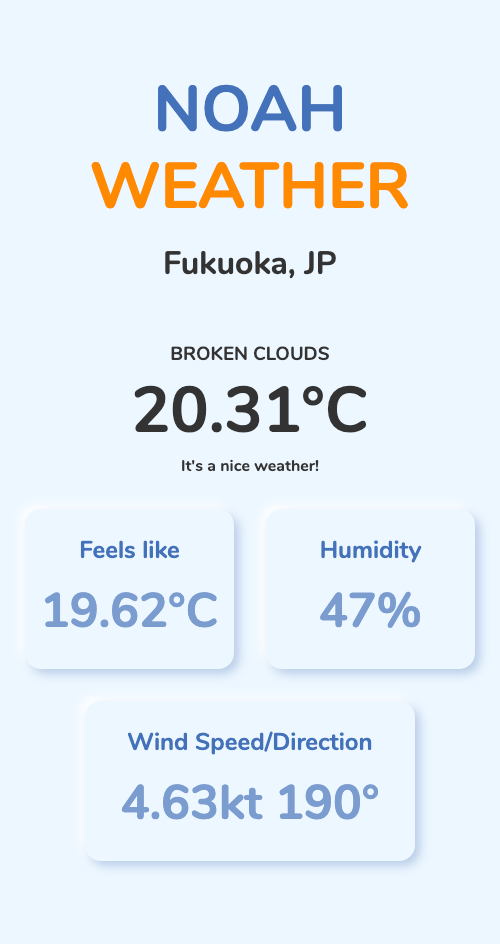 NOAH
WEATHER
Fukuoka, JP
BROKEN CLOUDS
20.31°C
It's a nice weather!
Feels like
19.62°C
Humidity
47%
Wind Speed/Direction
4.63kt 190°